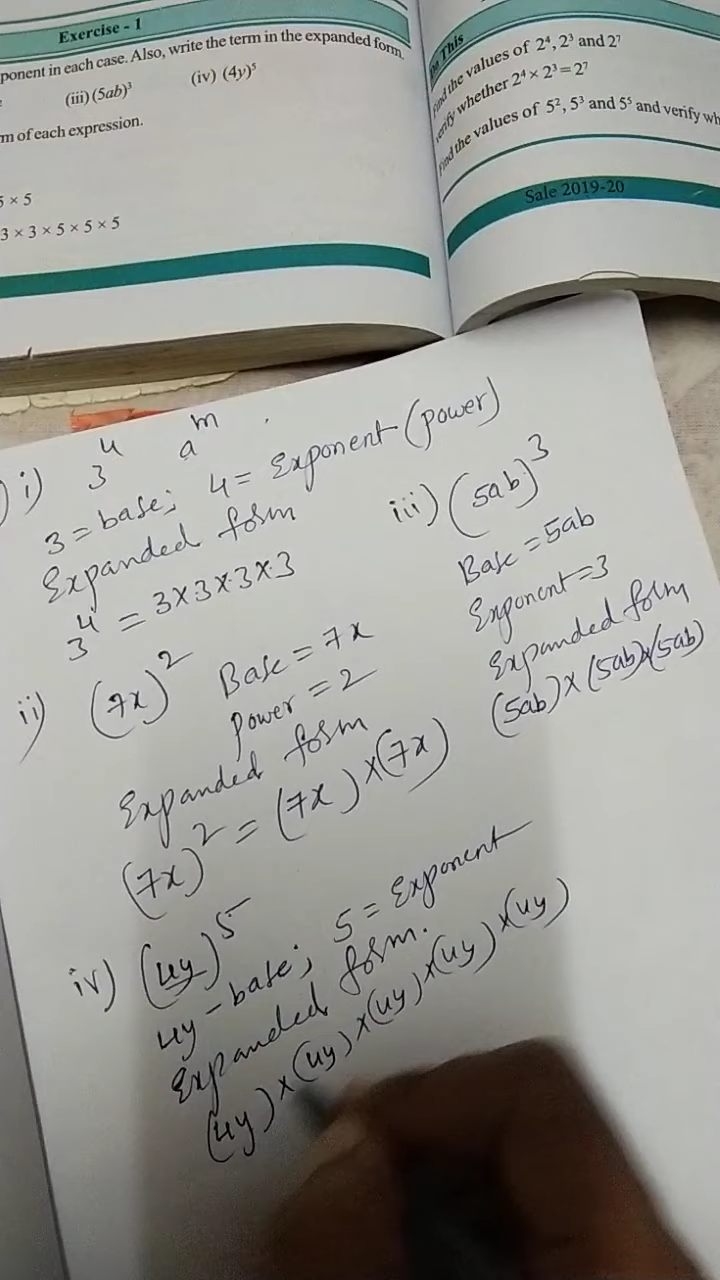 Exercise - 1
ponent in each case. Also, write the term in the expanded form.
(iii) (5ab)³ (iv) (4y)⁵
m of each expression.
5 × 5
3 × 3 × 5 × 5 × 5
This
Find the values of 2⁴, 2³ and 2⁷
verify whether 2⁴ × 2³ = 2⁷
Find the values of 5², 5³ and 5⁵ and verify wh
Sale 2019-20
i) 3⁴ aᵐ
3 = base; 4 = Exponent (power)
Expanded form
3⁴ = 3×3×3×3
ii) (7x)² Base = 7x
power = 2
Expanded form
(7x)² = (7x) × (7x)
iii) (5ab)³
Base = 5ab
Exponent = 3
Expanded form
(5ab) × (5ab) × (5ab)
iv) (4y)⁵
4y - base; 5 = Exponent
Expanded form.
(4y) × (4y) × (4y) × (4y) × (4y)